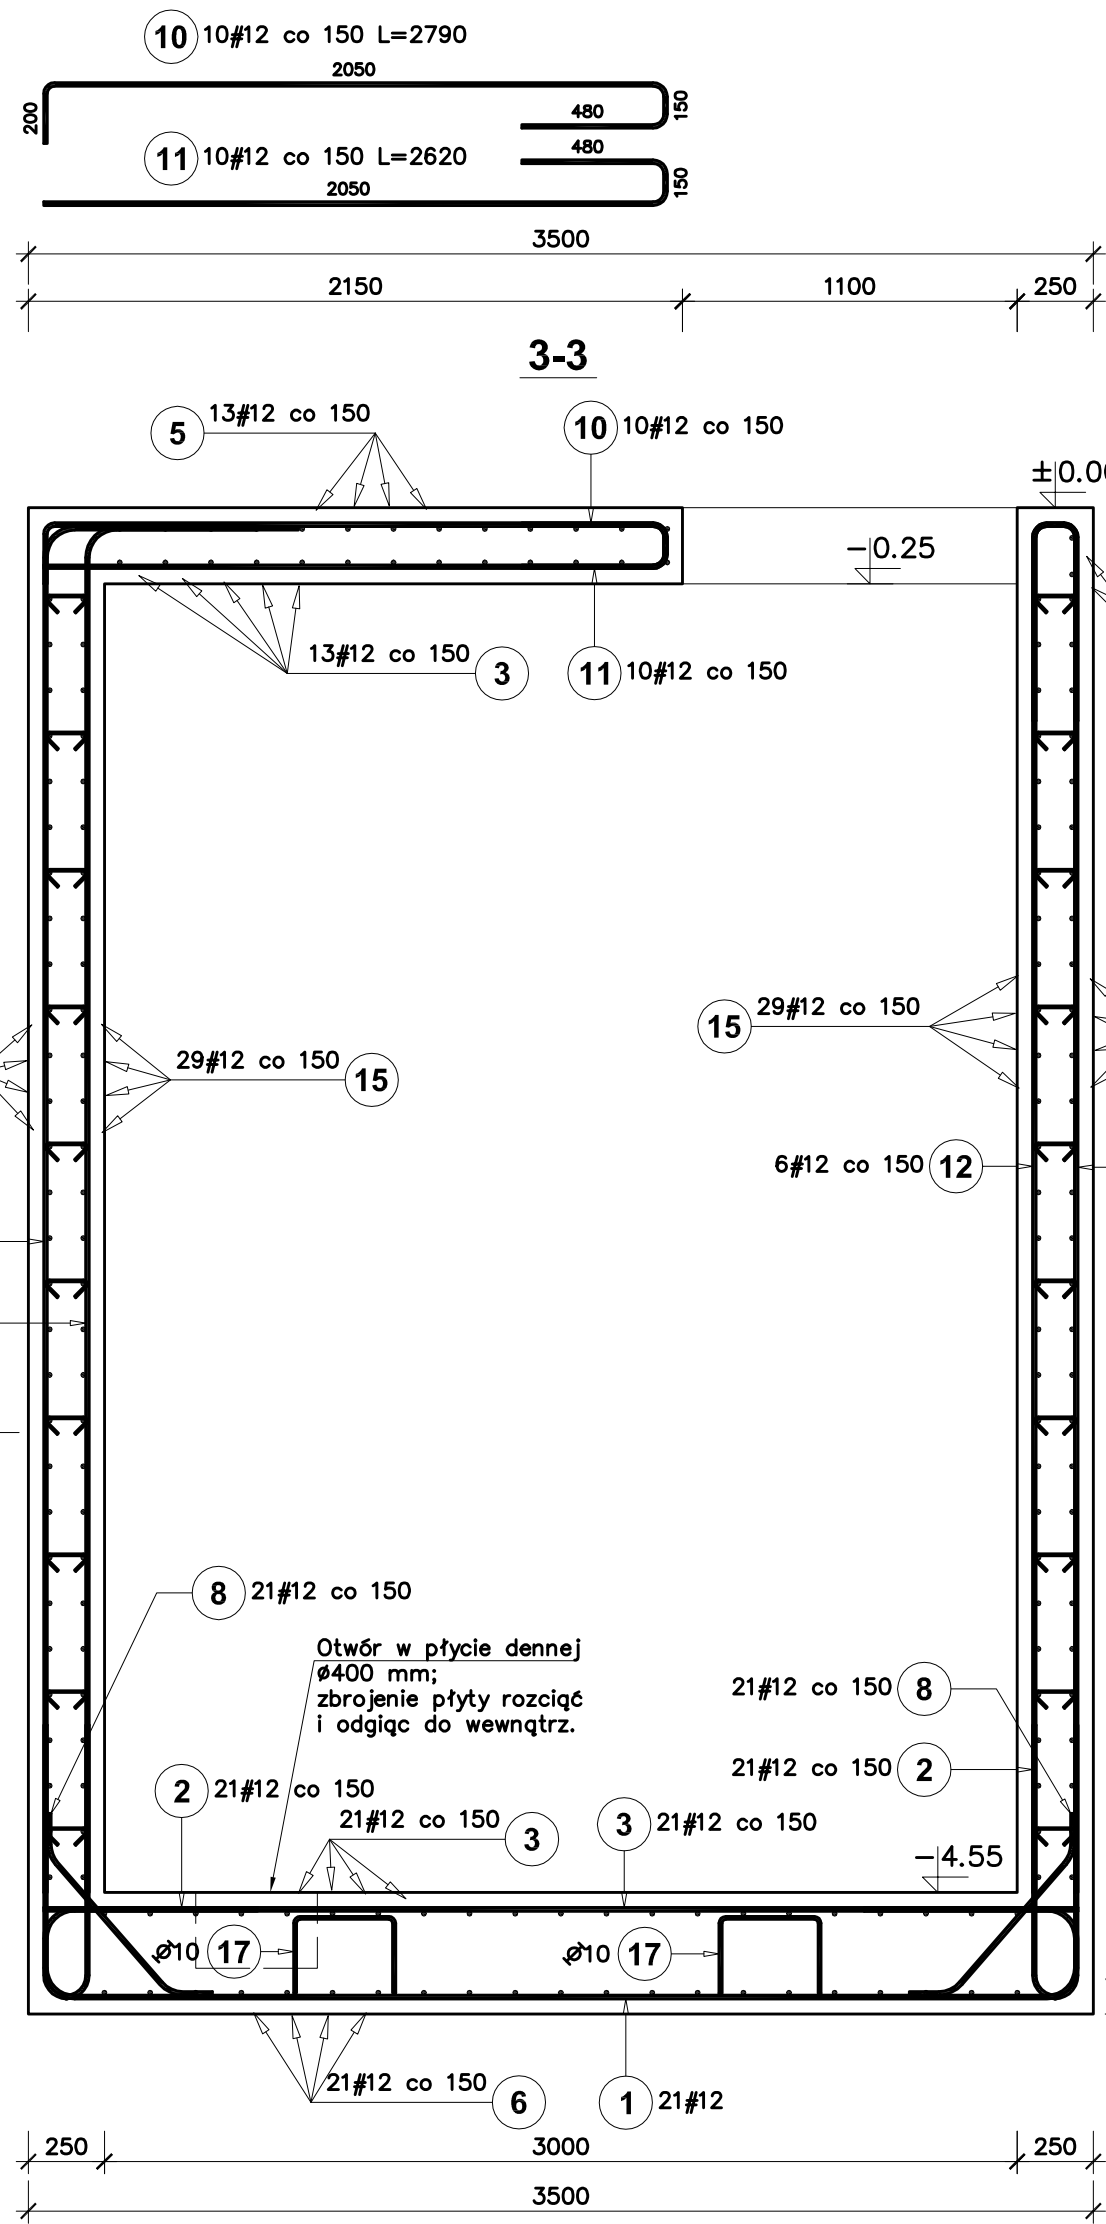 10 10#12 co 150 L=2790
2050
200
480
150
11 10#12 co 150 L=2620
480
2050
150
3500
2150 1100 250
3-3
5 13#12 co 150
10 10#12 co 150
-0.25
13#12 co 150 3
11 10#12 co 150
15 29#12 co 150
29#12 co 150 15
6#12 co 150 12
8 21#12 co 150
Otwór w płycie dennej
ø400 mm;
zbrojenie płyty rozciąć
i odgiąc do wewnątrz.
21#12 co 150 8
21#12 co 150 2
2 21#12 co 150
21#12 co 150 3
3 21#12 co 150
-4.55
ø10 17
ø10 17
21#12 co 150 6
1 21#12
250 3000 250
3500